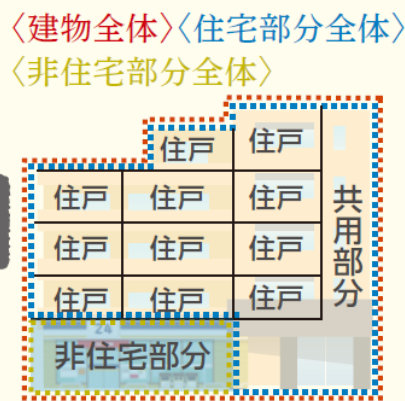 〈建物全体〉〈住宅部分全体〉
〈非住宅部分全体〉
住戸 住戸
住戸 住戸 住戸
住戸 住戸 住戸
住戸 住戸 住戸
共用部分
24
非住宅部分